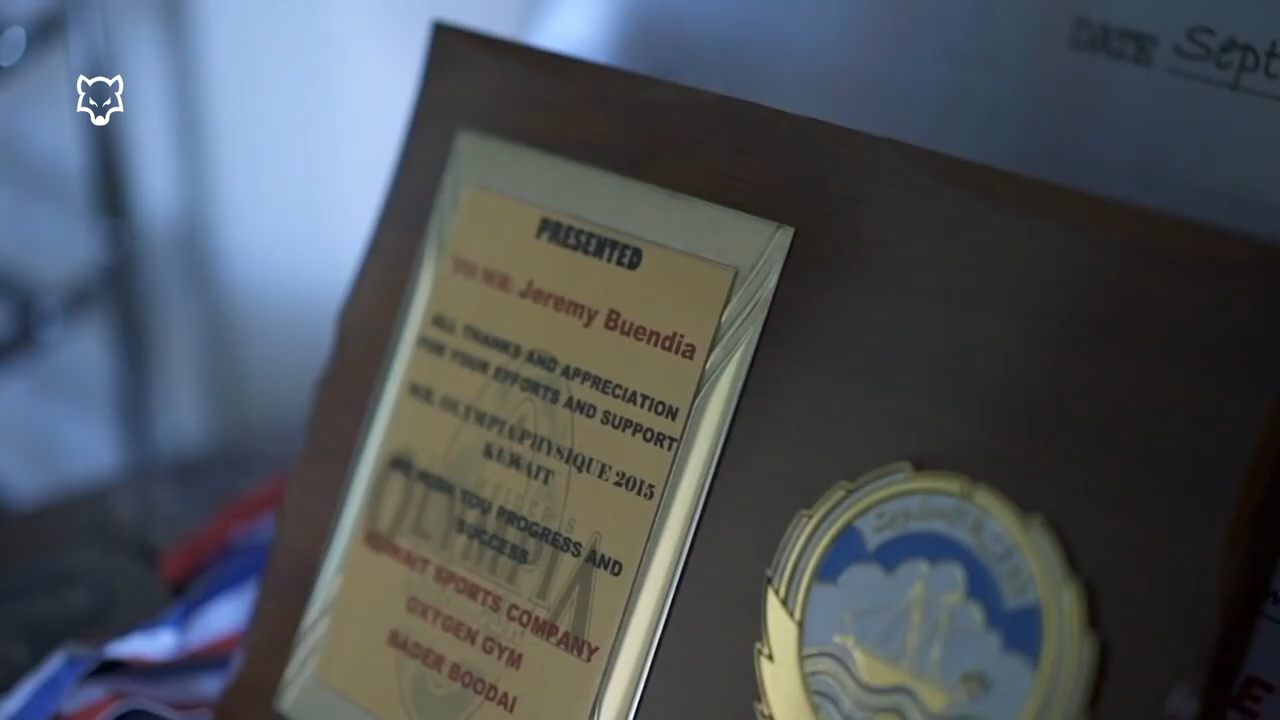 DATE Sept
PRESENTED
TO MR. Jeremy Buendia
ALL THANKS AND APPRECIATION
FOR YOUR EFFORTS AND SUPPORT
MR. OLYMPIA PHYSIQUE 2015
KUWAIT
WE WISH YOU PROGRESS AND
SUCCESS
KUWAIT SPORTS COMPANY
OXYGEN GYM
BADER BOODAI
OLYMPIA
E